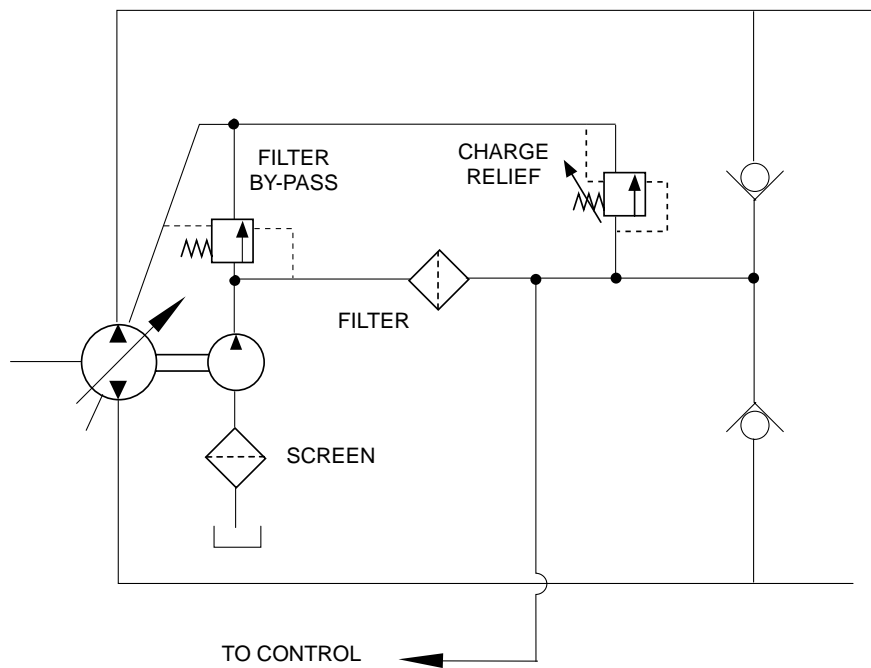 FILTER
BY-PASS
CHARGE
RELIEF
FILTER
SCREEN
TO CONTROL